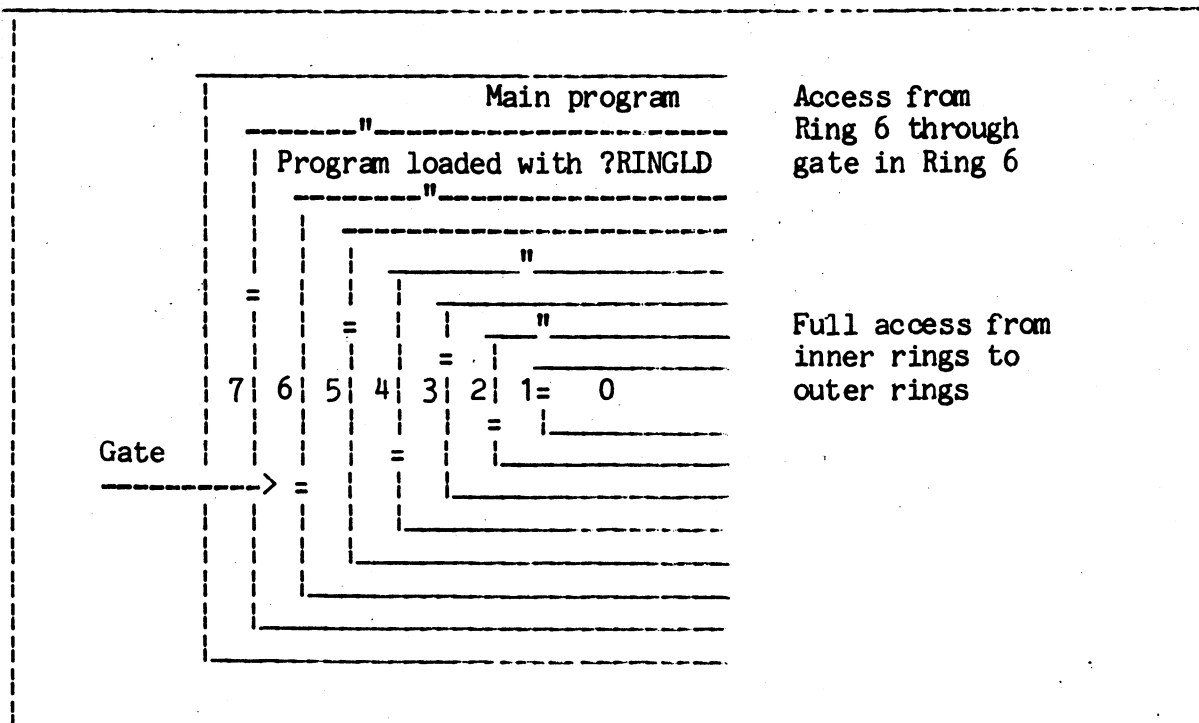 Main program
Access from
Ring 6 through
Program loaded with ?RINGLD
gate in Ring 6
Full access from
inner rings to
7 6 5 4 3 2 1= 0
outer rings
Gate